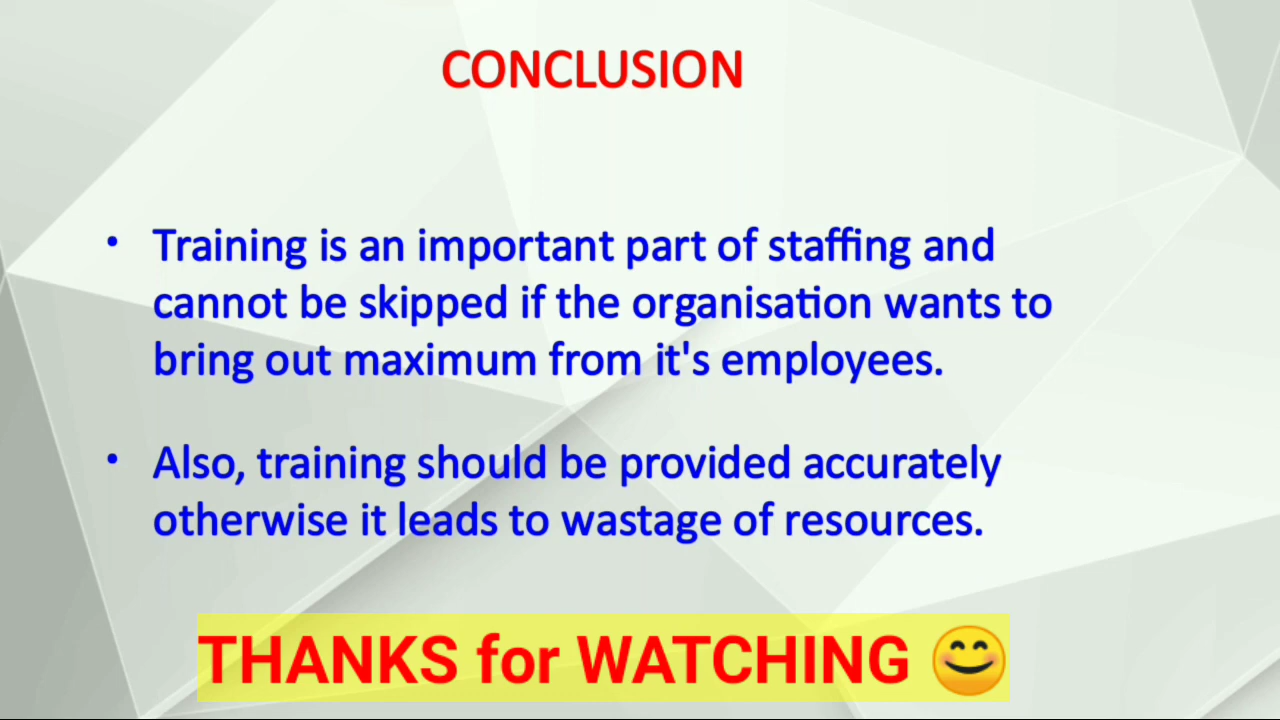 CONCLUSION
• Training is an important part of staffing and
cannot be skipped if the organisation wants to
bring out maximum from it's employees.
• Also, training should be provided accurately
otherwise it leads to wastage of resources.
THANKS for WATCHING 😊